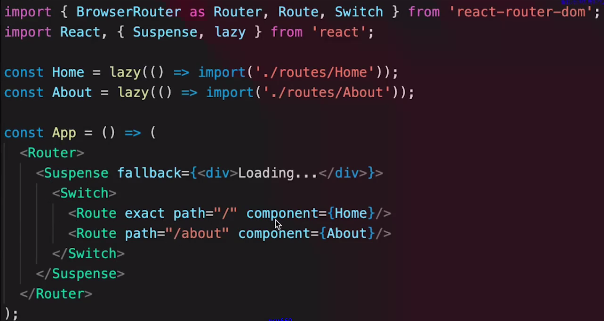 import { BrowserRouter as Router, Route, Switch } from 'react-router-dom';
import React, { Suspense, lazy } from 'react';
const Home = lazy(() => import('./routes/Home'));
const About = lazy(() => import('./routes/About'));
const App = () => (
<Router>
<Suspense fallback={<div>Loading...</div>}>
<Switch>
<Route exact path="/" component={Home}/>
<Route path="/about" component={About}/>
</Switch>
</Suspense>
</Router>
);